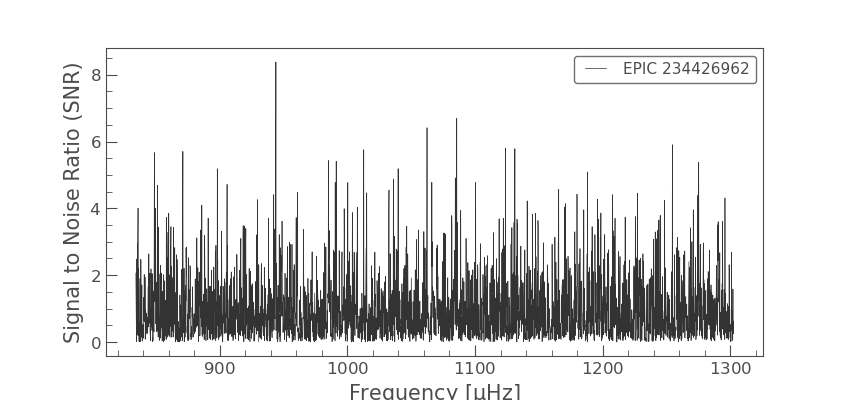 EPIC 234426962
Signal to Noise Ratio (SNR)
8
6
4
2
0
900 1000 1100 1200 1300
Frequency [µHz]